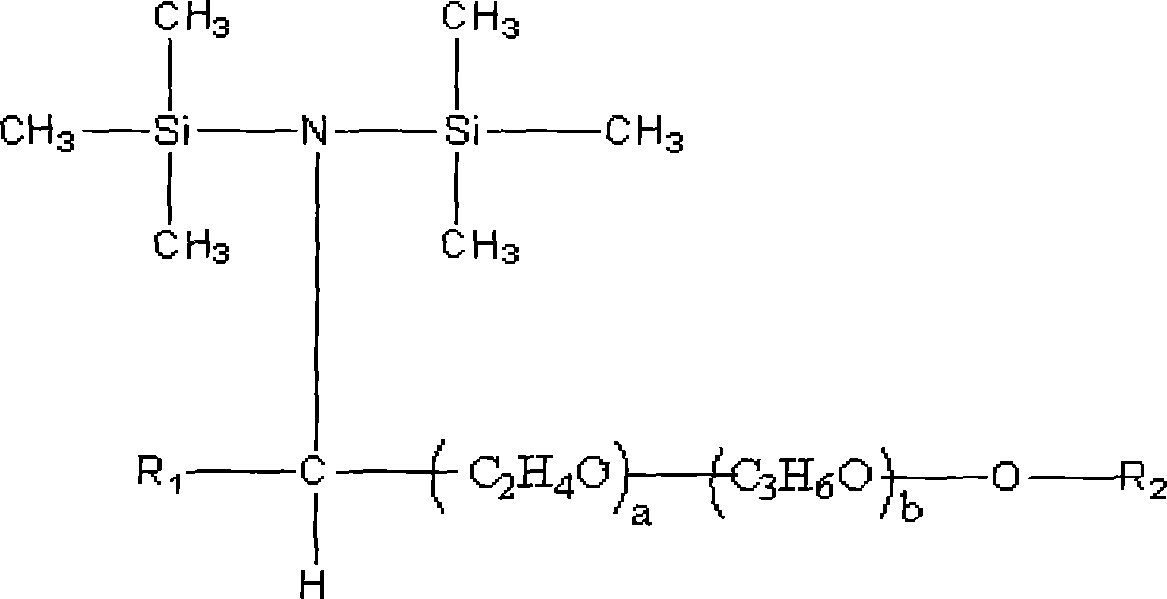 CH₃ CH₃
CH₃ Si N Si CH₃
CH₃ CH₃
R₁ C (C₂H₄O)ₐ (C₃H₆O)b O R₂
H